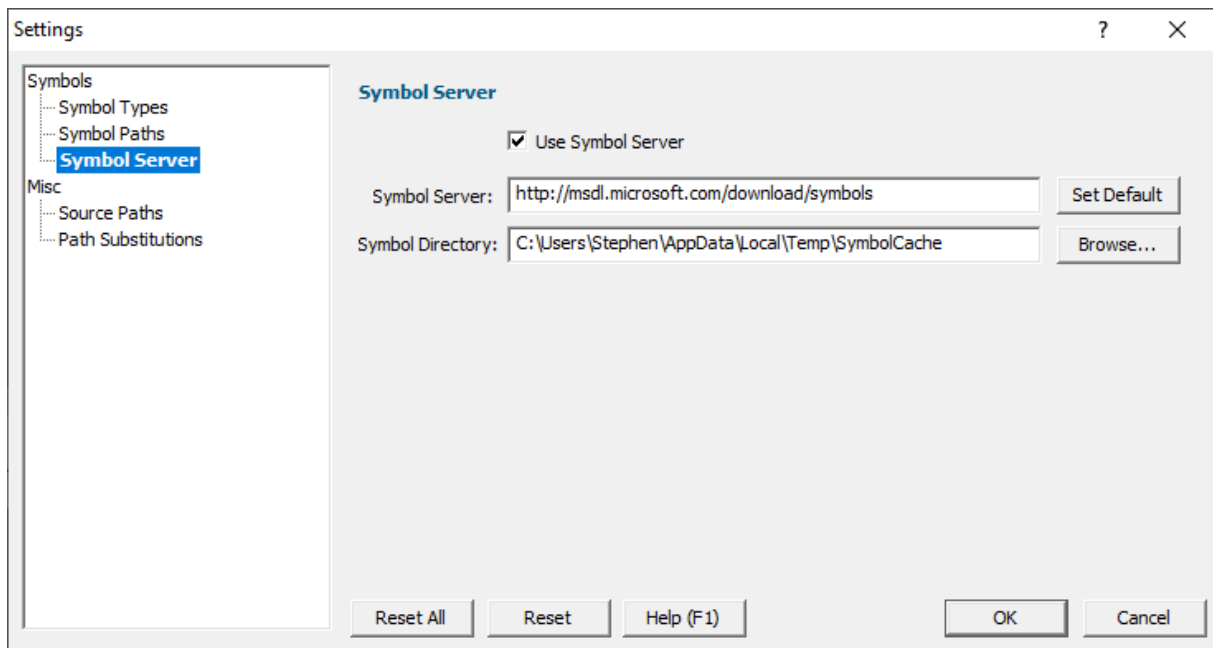 Settings
?
Symbols
Symbol Types
Symbol Paths
Symbol Server
Misc
Source Paths
Path Substitutions
Symbol Server
Use Symbol Server
Symbol Server: http://msdl.microsoft.com/download/symbols Set Default
Symbol Directory: C:\Users\Stephen\AppData\Local\Temp\SymbolCache Browse...
Reset All Reset Help (F1) OK Cancel